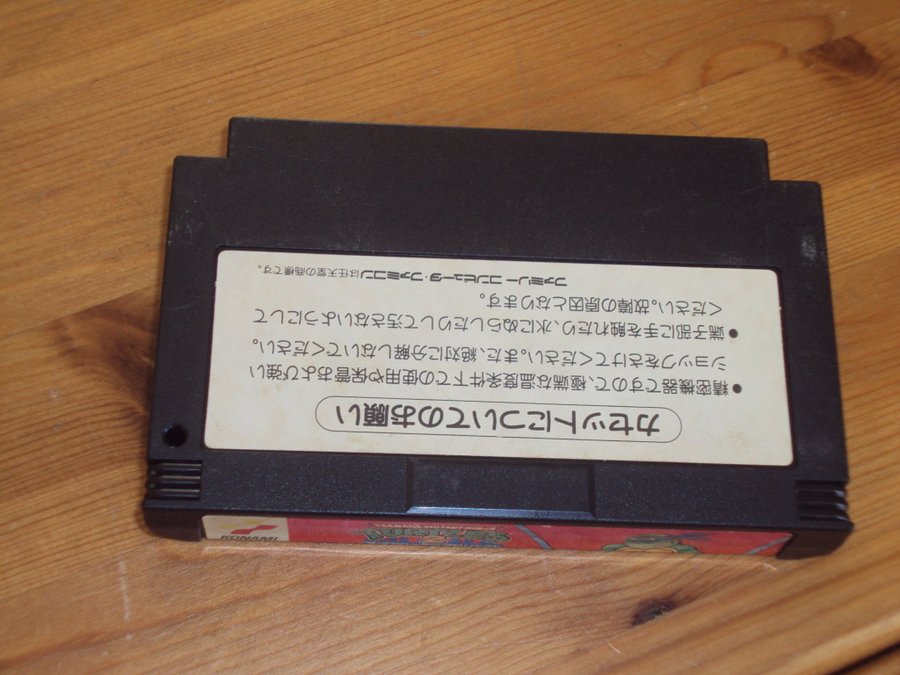 カセットについてのお願い
●精密機器ですので、極端な温度条件下での使用や保管および強い
ショックをさけてください。また、絶対に分解しないでください。
●端子部に手を触れたり、水にぬらしたりして汚さないようにして
ください。故障の原因となります。
ファミリーコンピュータ・ファミコンは任天堂の商標です。
KONAMI